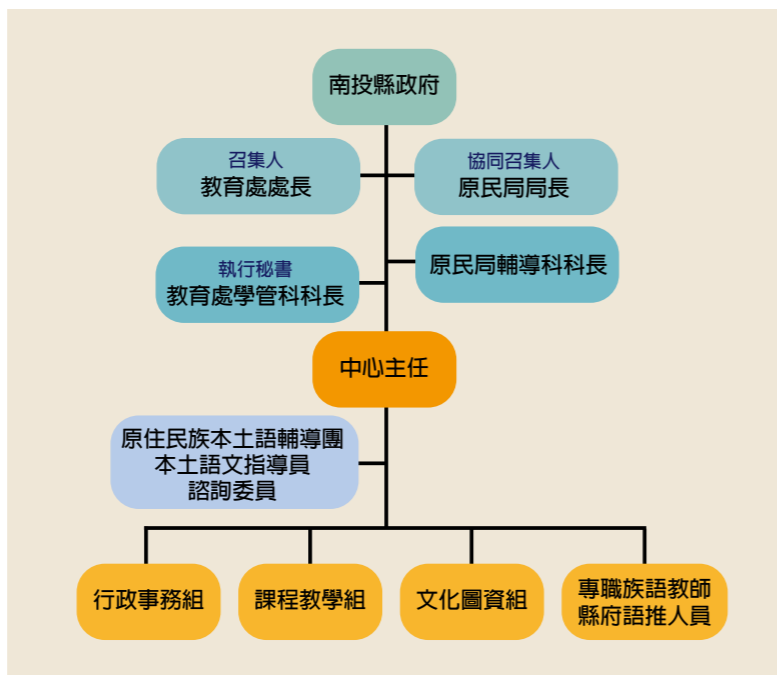 南投縣政府
召集人
教育處處長
協同召集人
原民局局長
執行秘書
教育處學管科科長
原民局輔導科科長
中心主任
原住民族本土語輔導團
本土語文指導員
諮詢委員
行政事務組
課程教學組
文化圖資組
專職族語教師
縣府語推人員